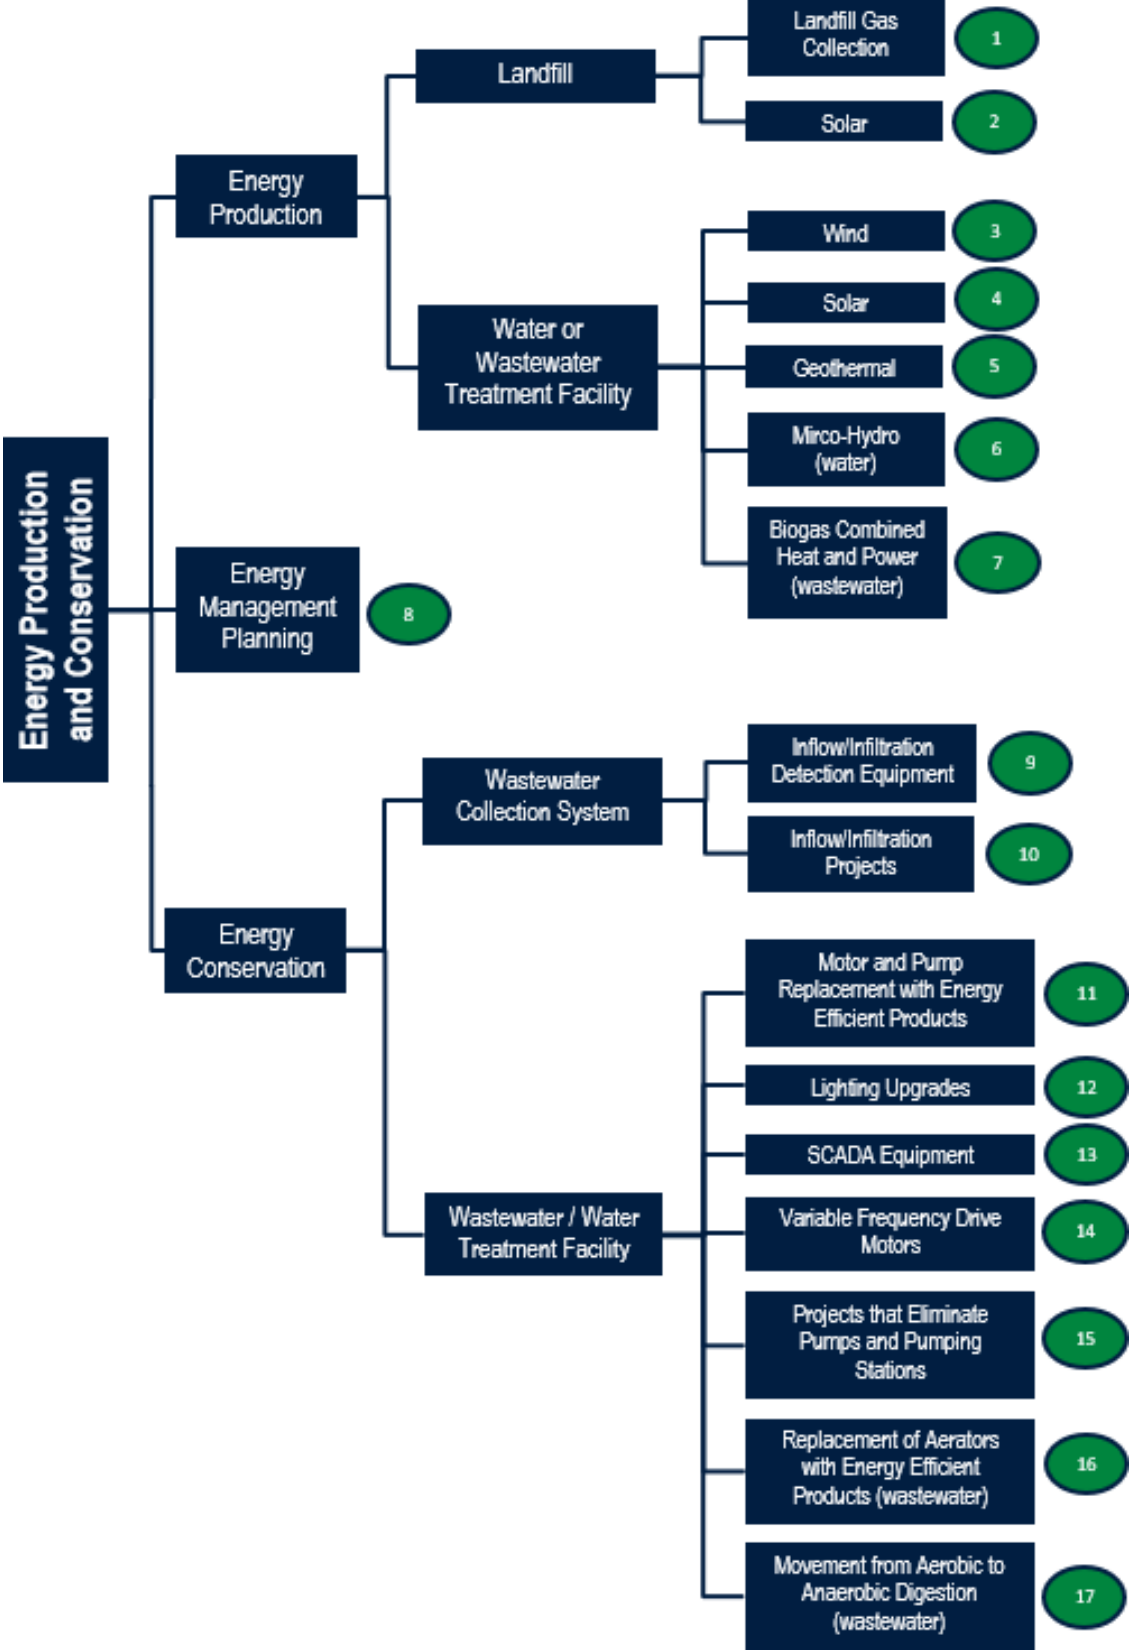 Energy Production
and Conservation
Energy
Production
Landfill
Landfill Gas
Collection
1
Solar
2
Water or
Wastewater
Treatment Facility
Wind
3
Solar
4
Geothermal
5
Mirco-Hydro
(water)
6
Biogas Combined
Heat and Power
(wastewater)
7
Energy
Management
Planning
8
Energy
Conservation
Wastewater
Collection System
Inflow/Infiltration
Detection Equipment
9
Inflow/Infiltration
Projects
10
Wastewater / Water
Treatment Facility
Motor and Pump
Replacement with Energy
Efficient Products
11
Lighting Upgrades
12
SCADA Equipment
13
Variable Frequency Drive
Motors
14
Projects that Eliminate
Pumps and Pumping
Stations
15
Replacement of Aerators
with Energy Efficient
Products (wastewater)
16
Movement from Aerobic to
Anaerobic Digestion
(wastewater)
17